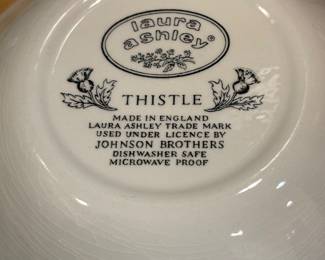 laura
ashley®
THISTLE
MADE IN ENGLAND
LAURA ASHLEY TRADE MARK
USED UNDER LICENCE BY
JOHNSON BROTHERS
DISHWASHER SAFE
MICROWAVE PROOF